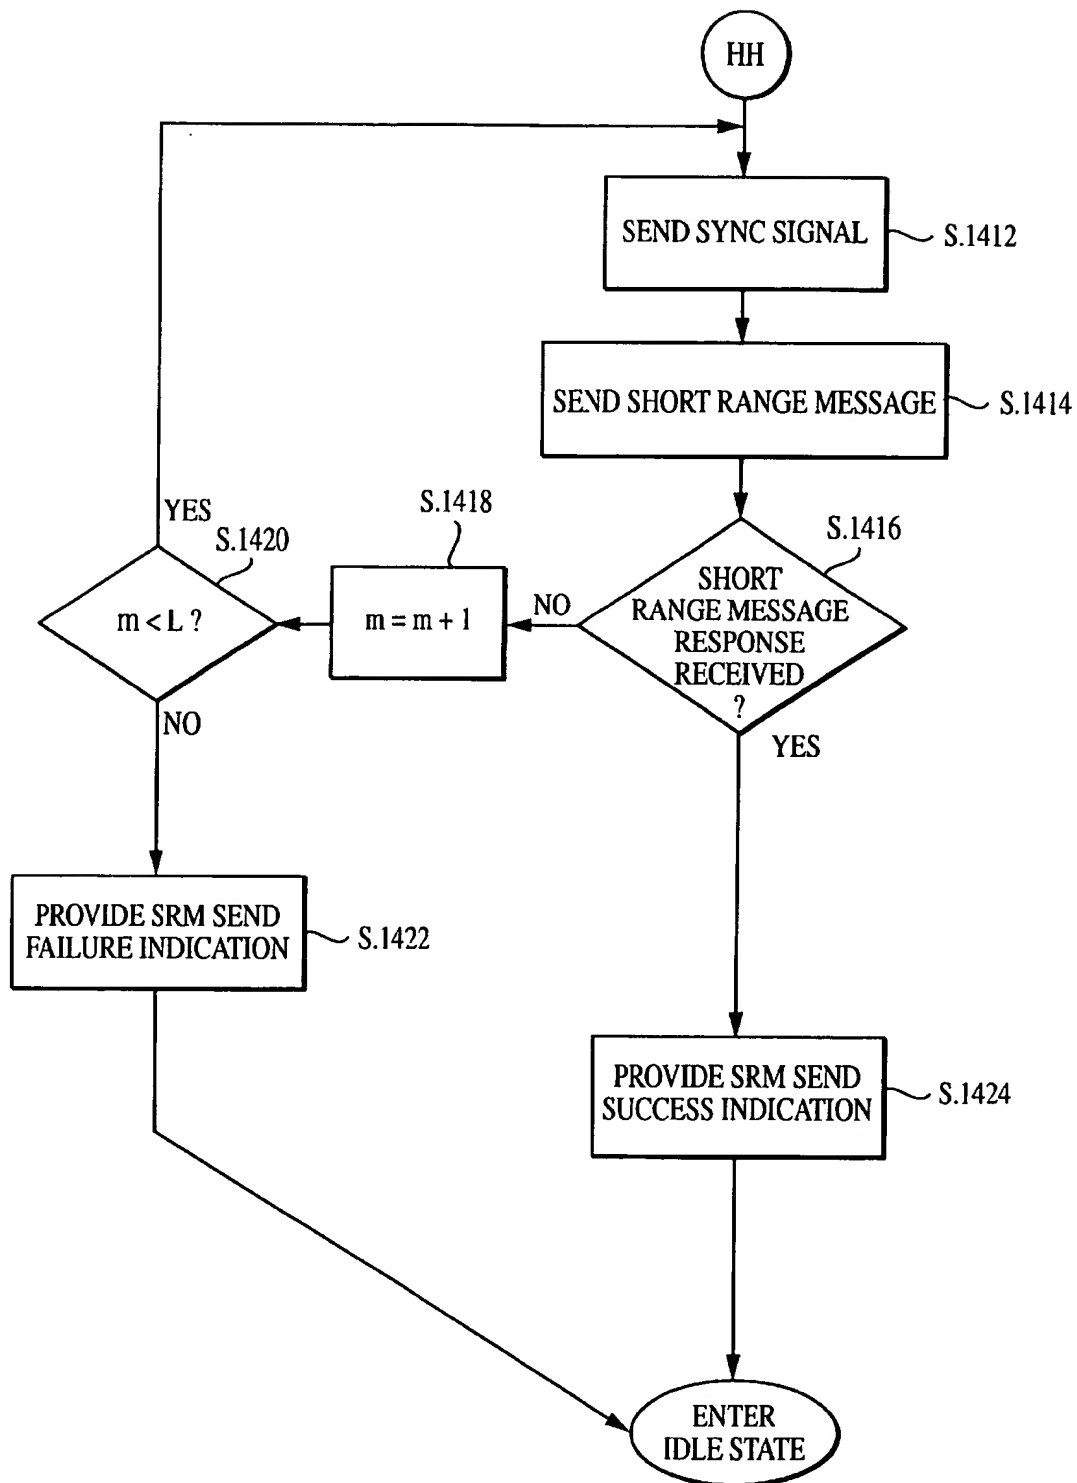 HH
SEND SYNC SIGNAL
S.1412
SEND SHORT RANGE MESSAGE
S.1414
S.1416
SHORT
RANGE MESSAGE
RESPONSE
RECEIVED
?
NO
YES
S.1418
m = m + 1
S.1420
m < L ?
YES
NO
PROVIDE SRM SEND
FAILURE INDICATION
S.1422
PROVIDE SRM SEND
SUCCESS INDICATION
S.1424
ENTER
IDLE STATE